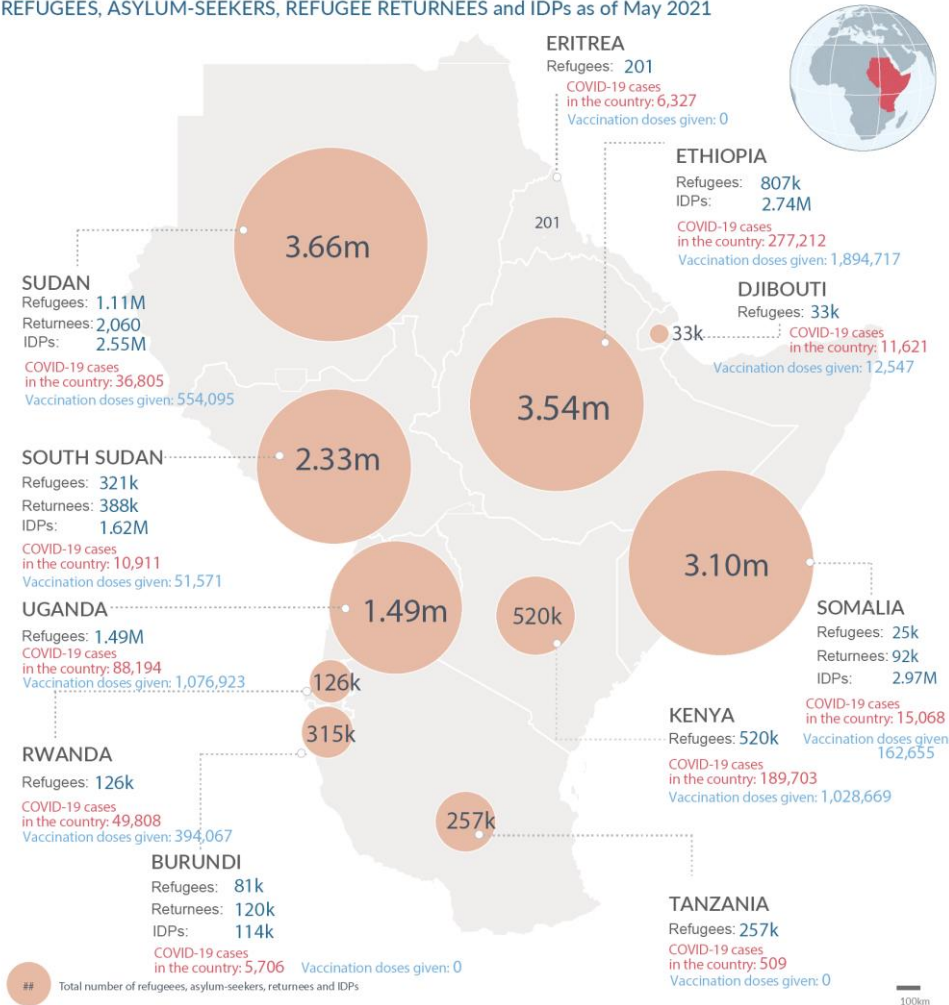 REFUGEES, ASYLUM-SEEKERS, REFUGEE RETURNEES and IDPs as of May 2021
ERITREA
Refugees: 201
COVID-19 cases
in the country: 6,327
Vaccination doses given: 0
ETHIOPIA
Refugees: 807k
IDPs: 2.74M
COVID-19 cases
in the country: 277,212
Vaccination doses given: 1,894,717
201
3.66m
DJIBOUTI
Refugees: 33k
COVID-19 cases
in the country: 11,621
Vaccination doses given: 12,547
33k
SUDAN
Refugees: 1.11M
Returnees: 2,060
IDPs: 2.55M
COVID-19 cases
in the country: 36,805
Vaccination doses given: 554,095
3.54m
SOUTH SUDAN
Refugees: 321k
Returnees: 388k
IDPs: 1.62M
COVID-19 cases
in the country: 10,911
Vaccination doses given: 51,571
2.33m
3.10m
UGANDA
Refugees: 1.49M
COVID-19 cases
in the country: 88,194
Vaccination doses given: 1,076,923
1.49m
520k
SOMALIA
Refugees: 25k
Returnees: 92k
IDPs: 2.97M
COVID-19 cases
in the country: 15,068
Vaccination doses given
162,655
126k
315k
KENYA
Refugees: 520k
COVID-19 cases
in the country: 189,703
Vaccination doses given: 1,028,669
RWANDA
Refugees: 126k
COVID-19 cases
in the country: 49,808
Vaccination doses given: 394,067
257k
BURUNDI
Refugees: 81k
Returnees: 120k
IDPs: 114k
COVID-19 cases
in the country: 5,706 Vaccination doses given: 0
TANZANIA
Refugees: 257k
COVID-19 cases
in the country: 509
Vaccination doses given: 0
## Total number of refugeees, asylum-seekers, returnees and IDPs
100km